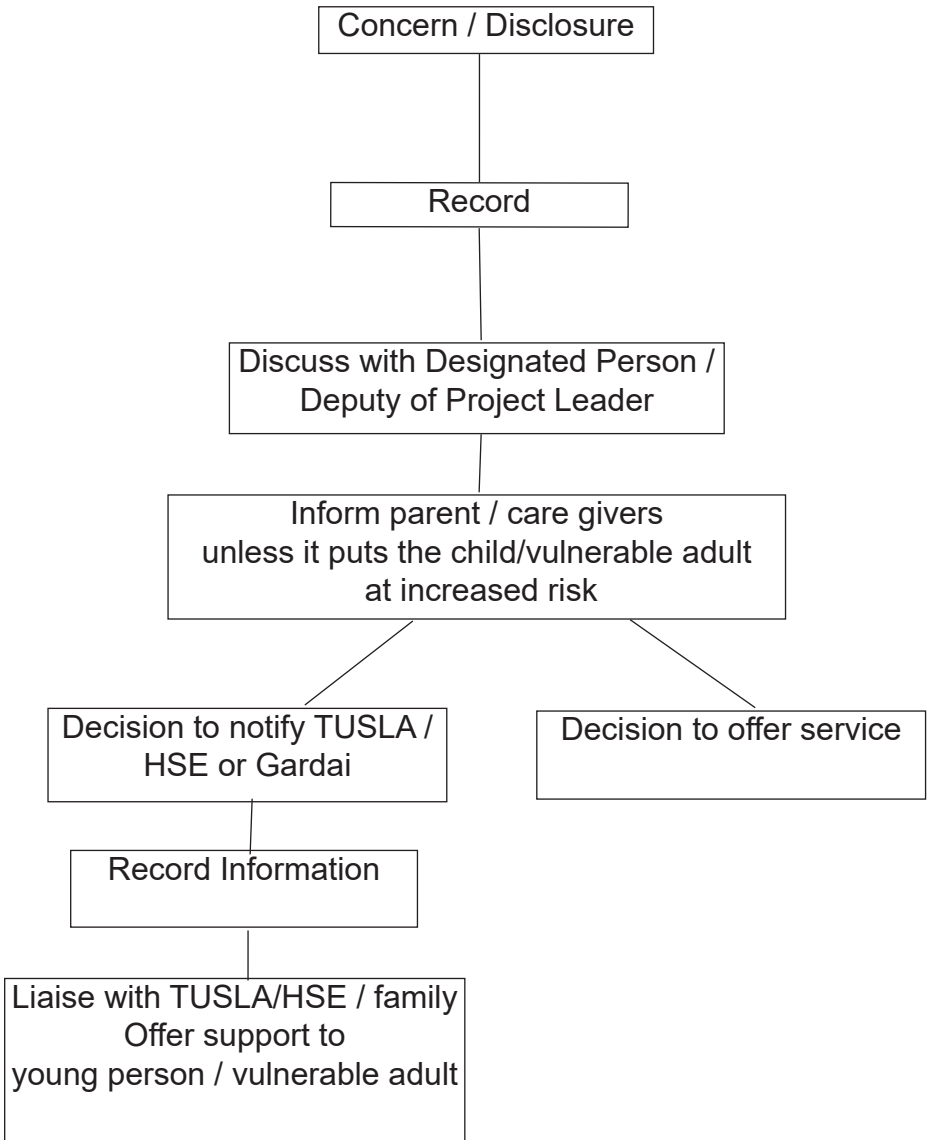 Concern / Disclosure
Record
Discuss with Designated Person /
Deputy of Project Leader
Inform parent / care givers
unless it puts the child/vulnerable adult
at increased risk
Decision to notify TUSLA /
HSE or Gardai
Decision to offer service
Record Information
Liaise with TUSLA/HSE / family
Offer support to
young person / vulnerable adult